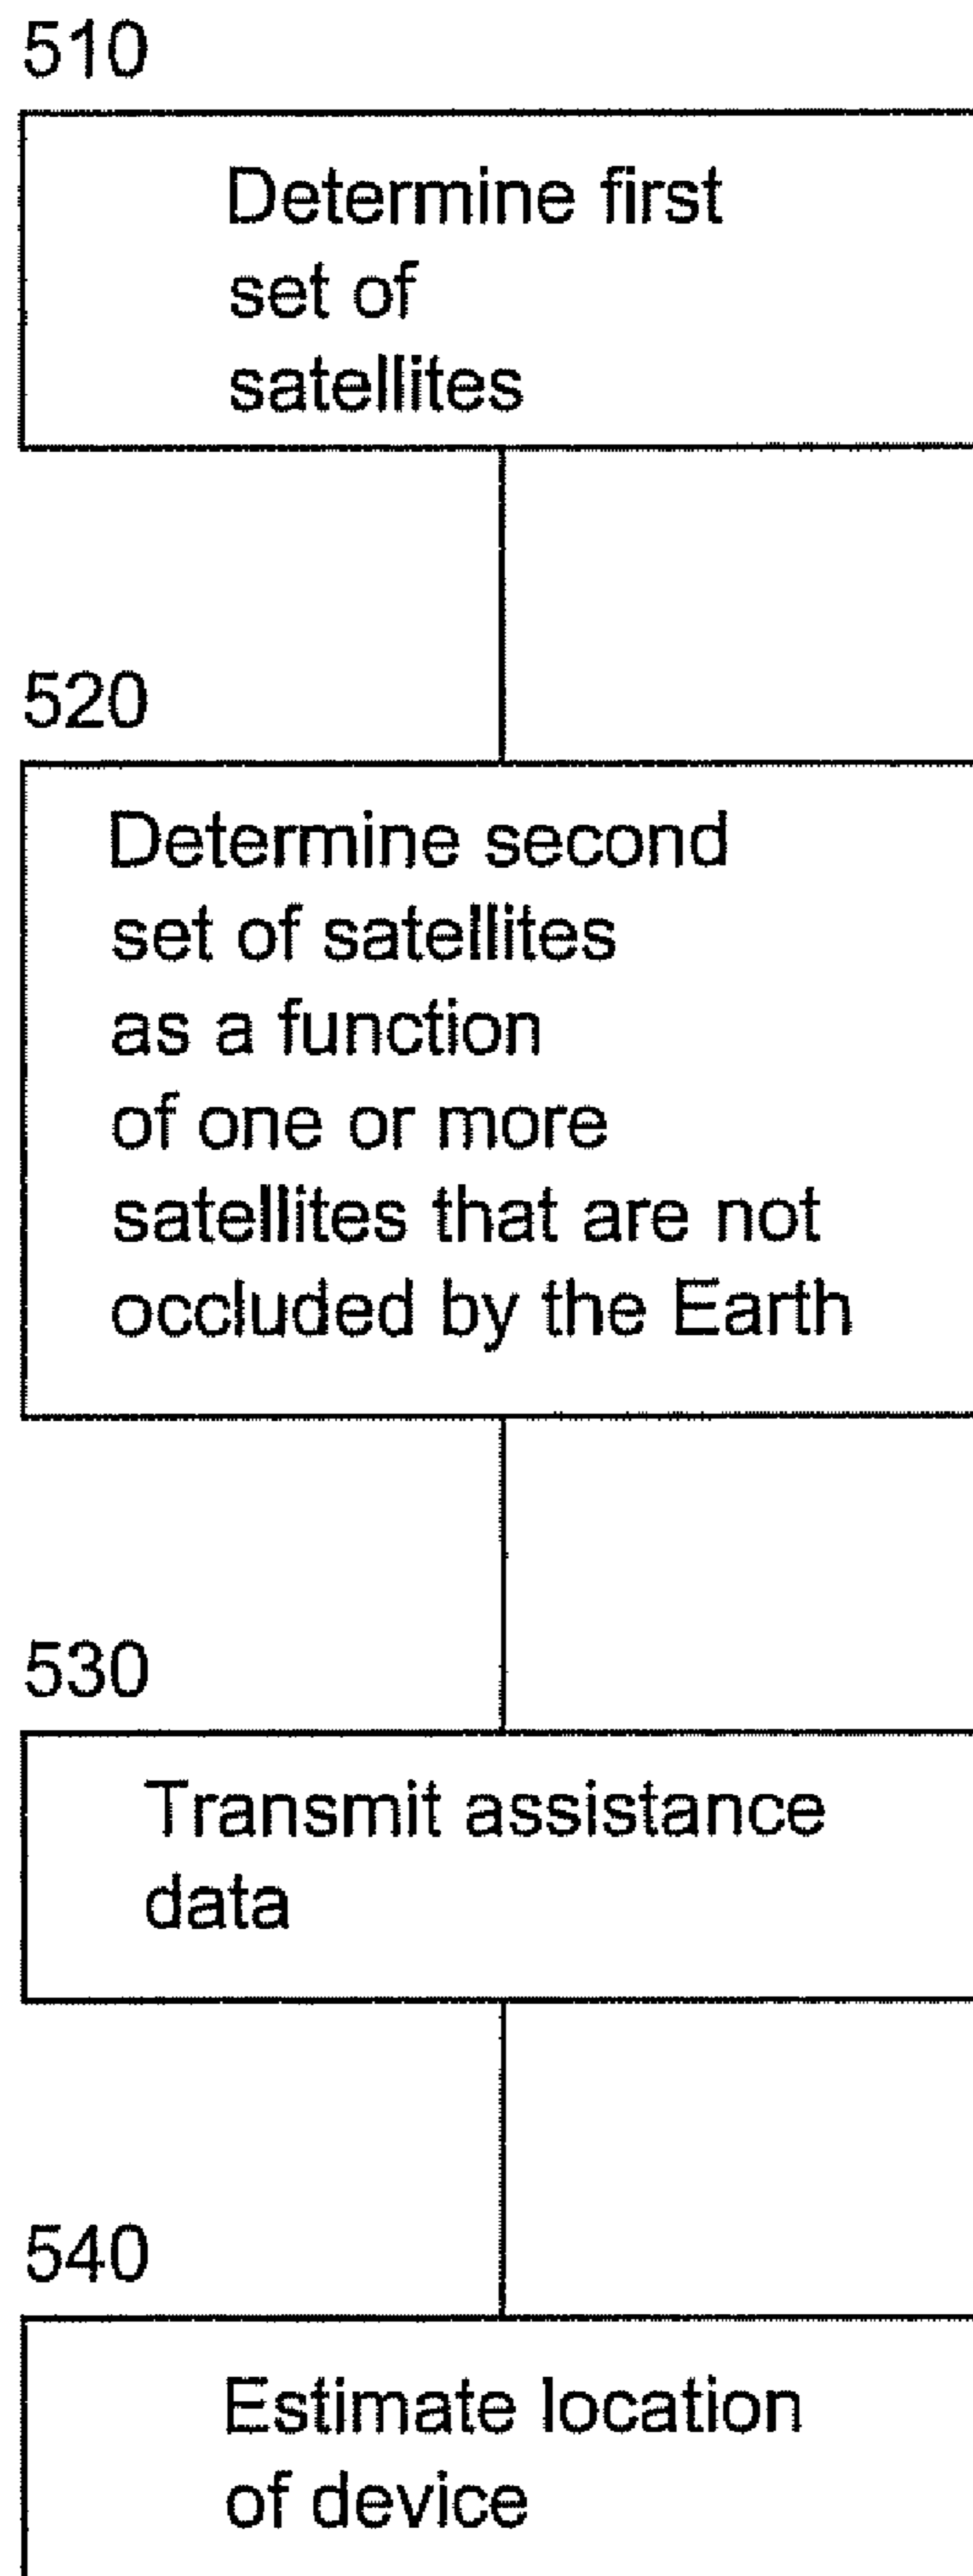 510
Determine first
set of
satellites
520
Determine second
set of satellites
as a function
of one or more
satellites that are not
occluded by the Earth
530
Transmit assistance
data
540
Estimate location
of device